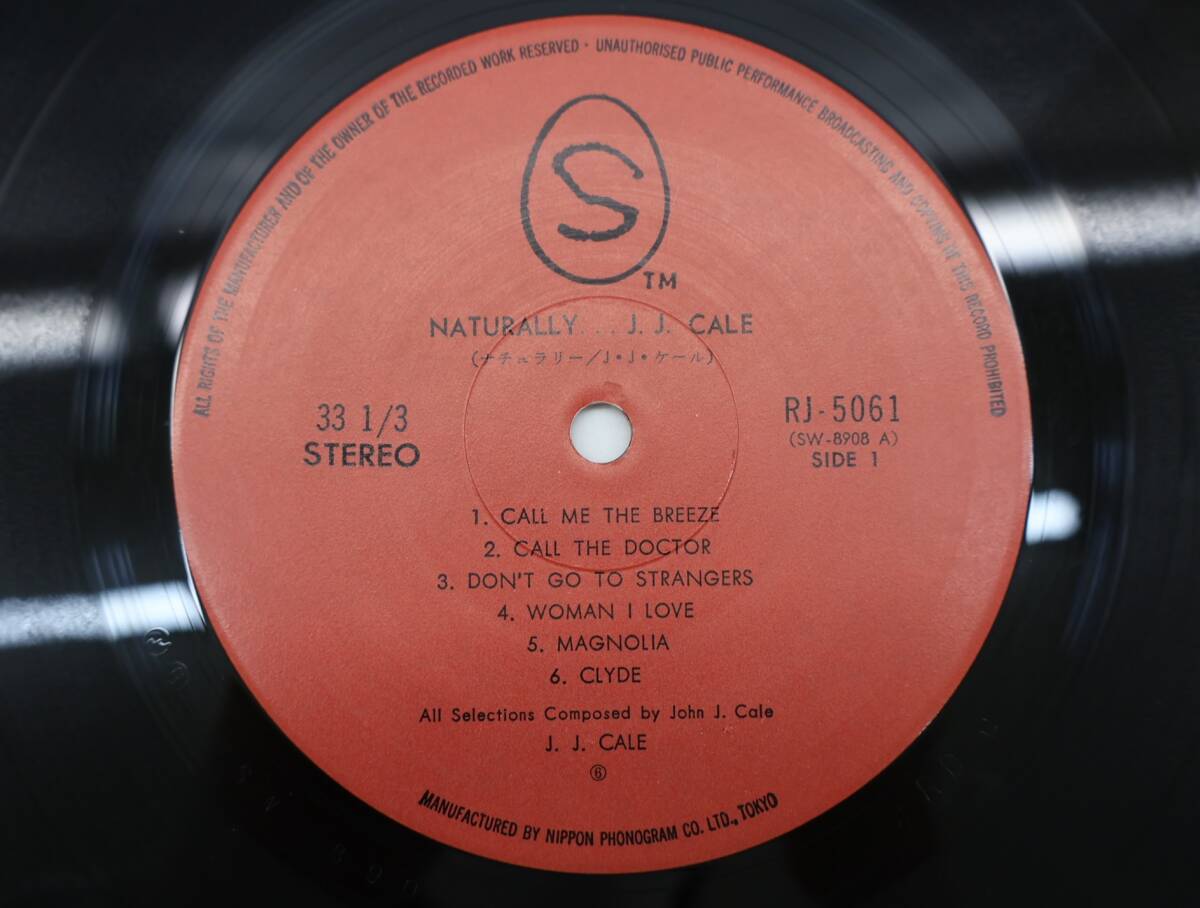 ALL RIGHTS OF THE MANUFACTURER AND OF THE OWNER OF THE RECORDED WORK RESERVED · UNAUTHORISED PUBLIC PERFORMANCE BROADCASTING AND COPYING OF THIS RECORD PROHIBITED
S
TM
NATURALLY... J. J. CALE
(ナチュラリー/J・J・ケール)
33 1/3
STEREO
RJ-5061
(SW-8908 A)
SIDE 1
1. CALL ME THE BREEZE
2. CALL THE DOCTOR
3. DON'T GO TO STRANGERS
4. WOMAN I LOVE
5. MAGNOLIA
6. CLYDE
All Selections Composed by John J. Cale
J. J. CALE
⑥
MANUFACTURED BY NIPPON PHONOGRAM CO. LTD., TOKYO